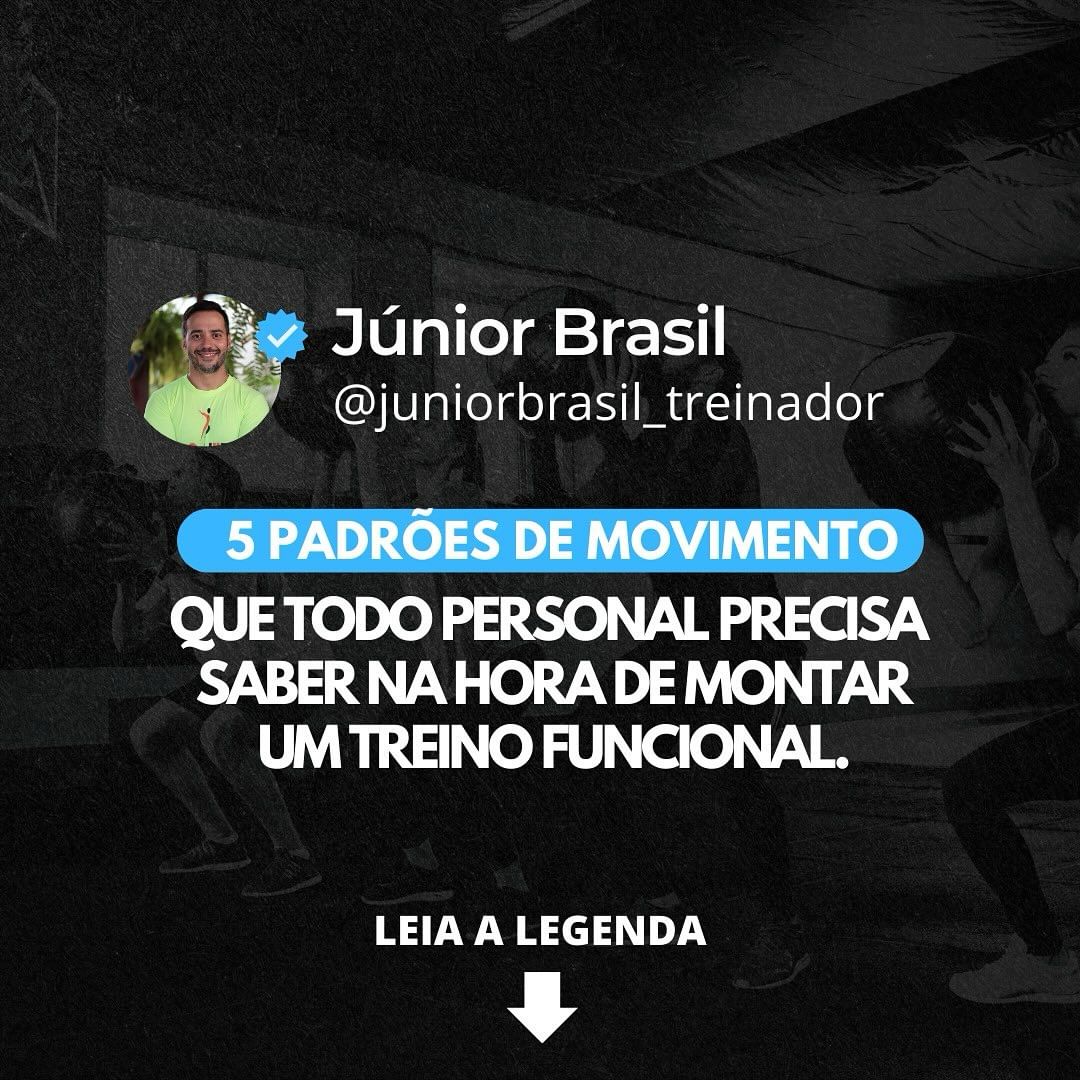 Júnior Brasil
@juniorbrasil_treinador
5 PADRÕES DE MOVIMENTO
QUE TODO PERSONAL PRECISA
SABER NA HORA DE MONTAR
UM TREINO FUNCIONAL.
LEIA A LEGENDA